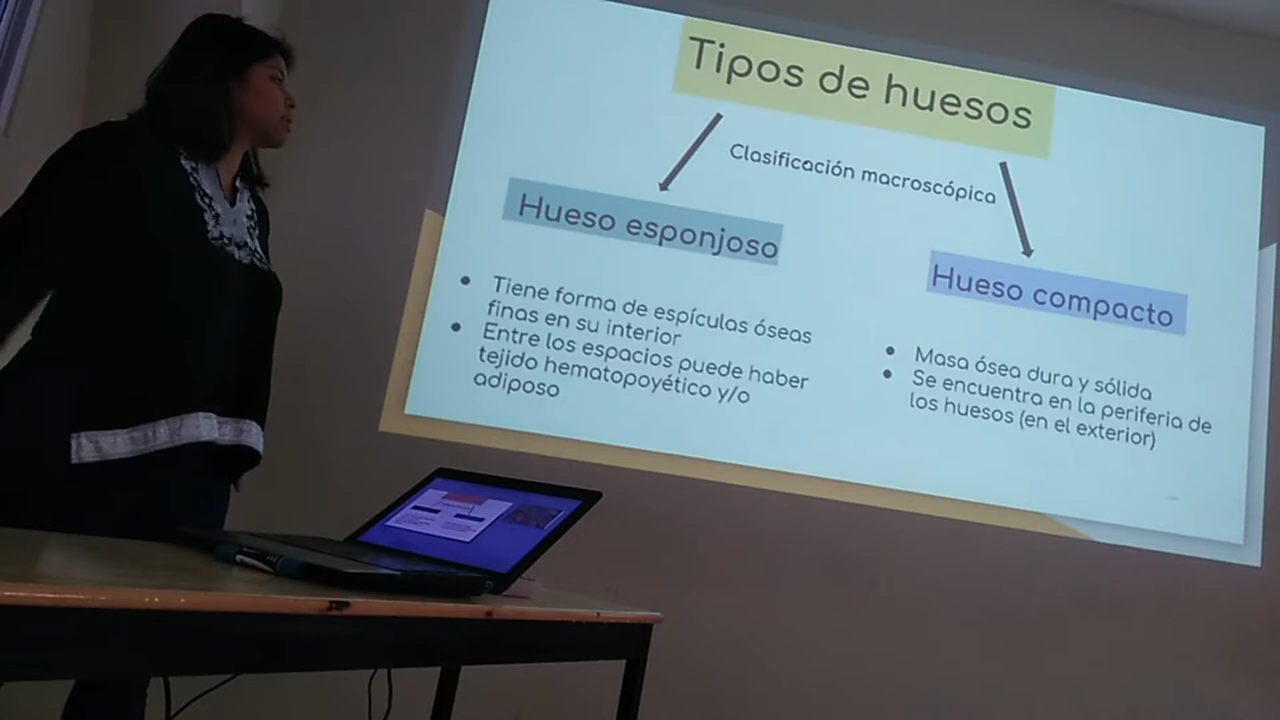 Tipos de huesos
Clasificación macroscópica
Hueso esponjoso
Tiene forma de espículas óseas
finas en su interior
Entre los espacios puede haber
tejido hematopoyético y/o
adiposo
Hueso compacto
Masa ósea dura y sólida
Se encuentra en la periferia de
los huesos (en el exterior)